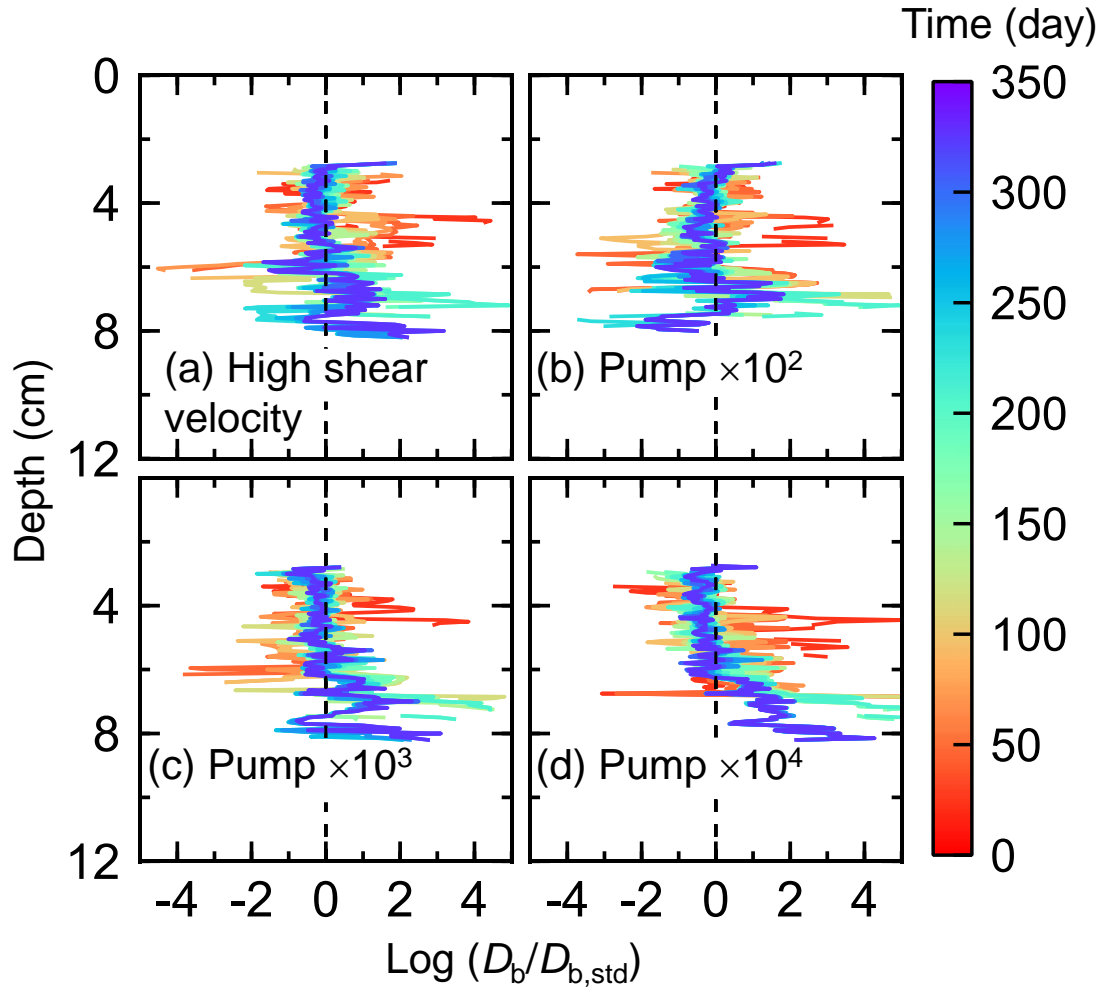 Time (day)
0
4
8
12
(a) High shear
velocity
(b) Pump ×10²
350
300
250
200
150
100
50
0
Depth (cm)
4
8
12
(c) Pump ×10³
(d) Pump ×10⁴
-4 -2 0 2 4
-4 -2 0 2 4
Log (D_b/D_b,std)